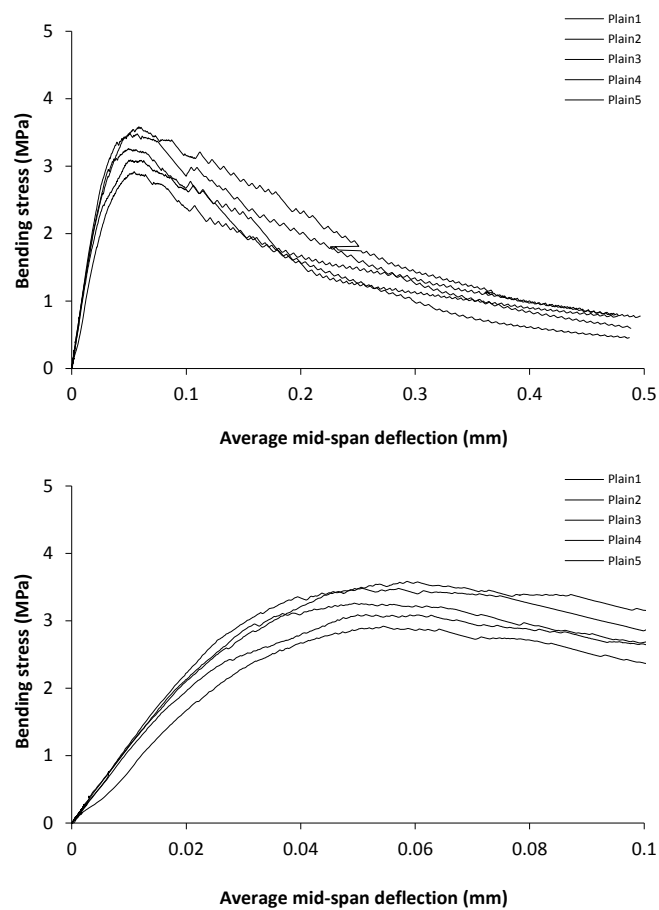 5
Plain1
Plain2
4
Plain3
Plain4
Plain5
3
2
1
0
Bending stress (MPa)
0 0.1 0.2 0.3 0.4 0.5
Average mid-span deflection (mm)
5
Plain1
Plain2
4
Plain3
Plain4
Plain5
3
2
1
0
Bending stress (MPa)
0 0.02 0.04 0.06 0.08 0.1
Average mid-span deflection (mm)